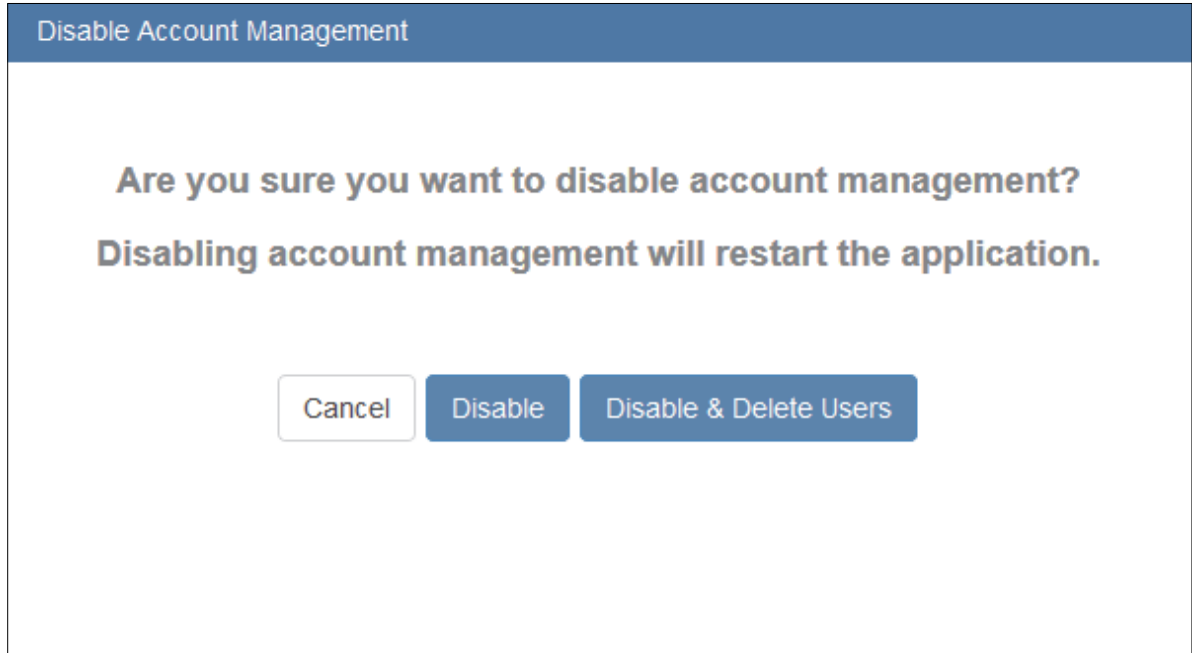 Disable Account Management
Are you sure you want to disable account management?
Disabling account management will restart the application.
Cancel Disable Disable & Delete Users